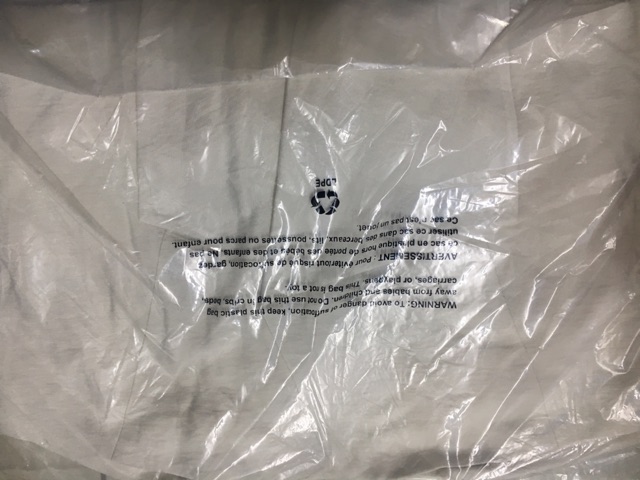 WARNING: To avoid danger of suffocation, keep this plastic bag
away from babies and children. Do not use this bag in cribs, beds,
carriages, or playpens. This bag is not a toy.
AVERTISSEMENT : Pour éviter tout risque de suffocation, gardez
ce sac en plastique hors de portée des bébés et des enfants. Ne pas
utiliser ce sac dans des berceaux, lits, poussettes ou parcs pour enfant.
Ce sac n'est pas un jouet.
LDPE